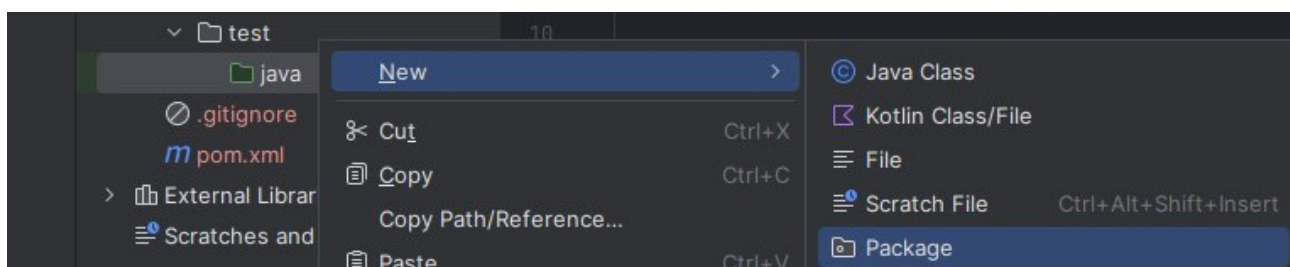 test
10
java
New
Java Class
Kotlin Class/File
.gitignore
Cut Ctrl+X
m pom.xml
File
Copy Ctrl+C
External Librar
Scratch File Ctrl+Alt+Shift+Insert
Copy Path/Reference...
Scratches and
Package
Paste Ctrl+V